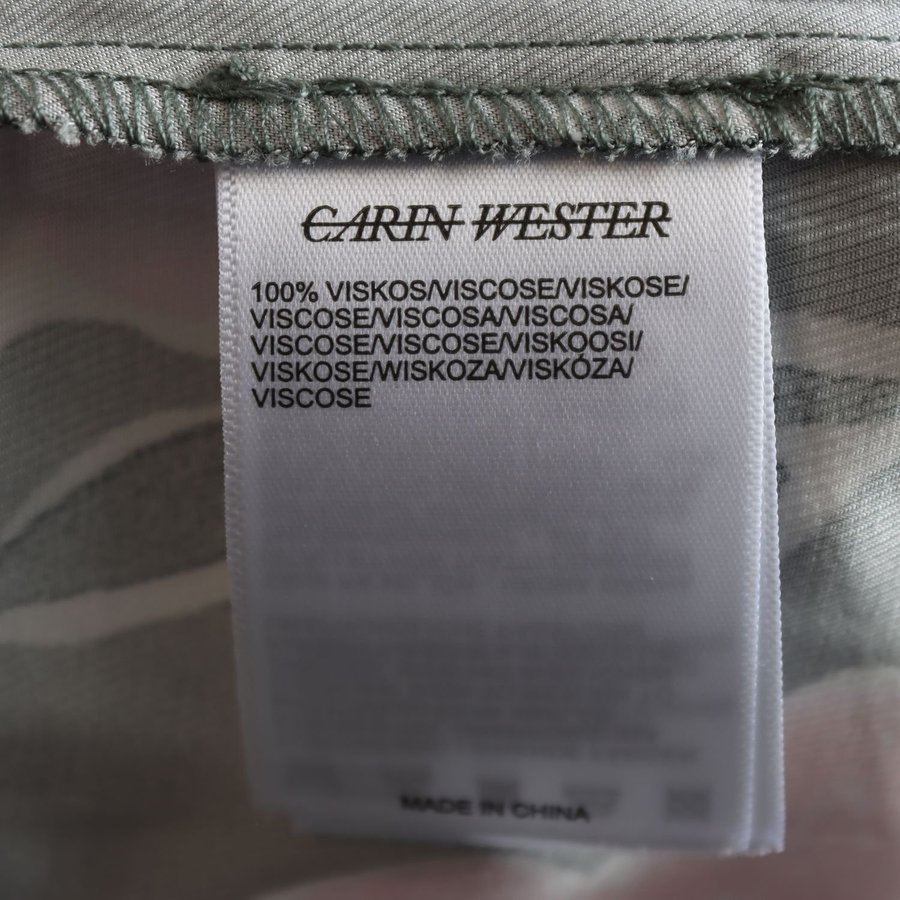 CARIN WESTER
100% VISKOS/VISCOSE/VISKOSE/
VISCOSE/VISCOSA/VISCOSA/
VISCOSE/VISCOSE/VISKOOSI/
VISKOSE/WISKOZA/VISKÓZA/
VISCOSE
MADE IN CHINA